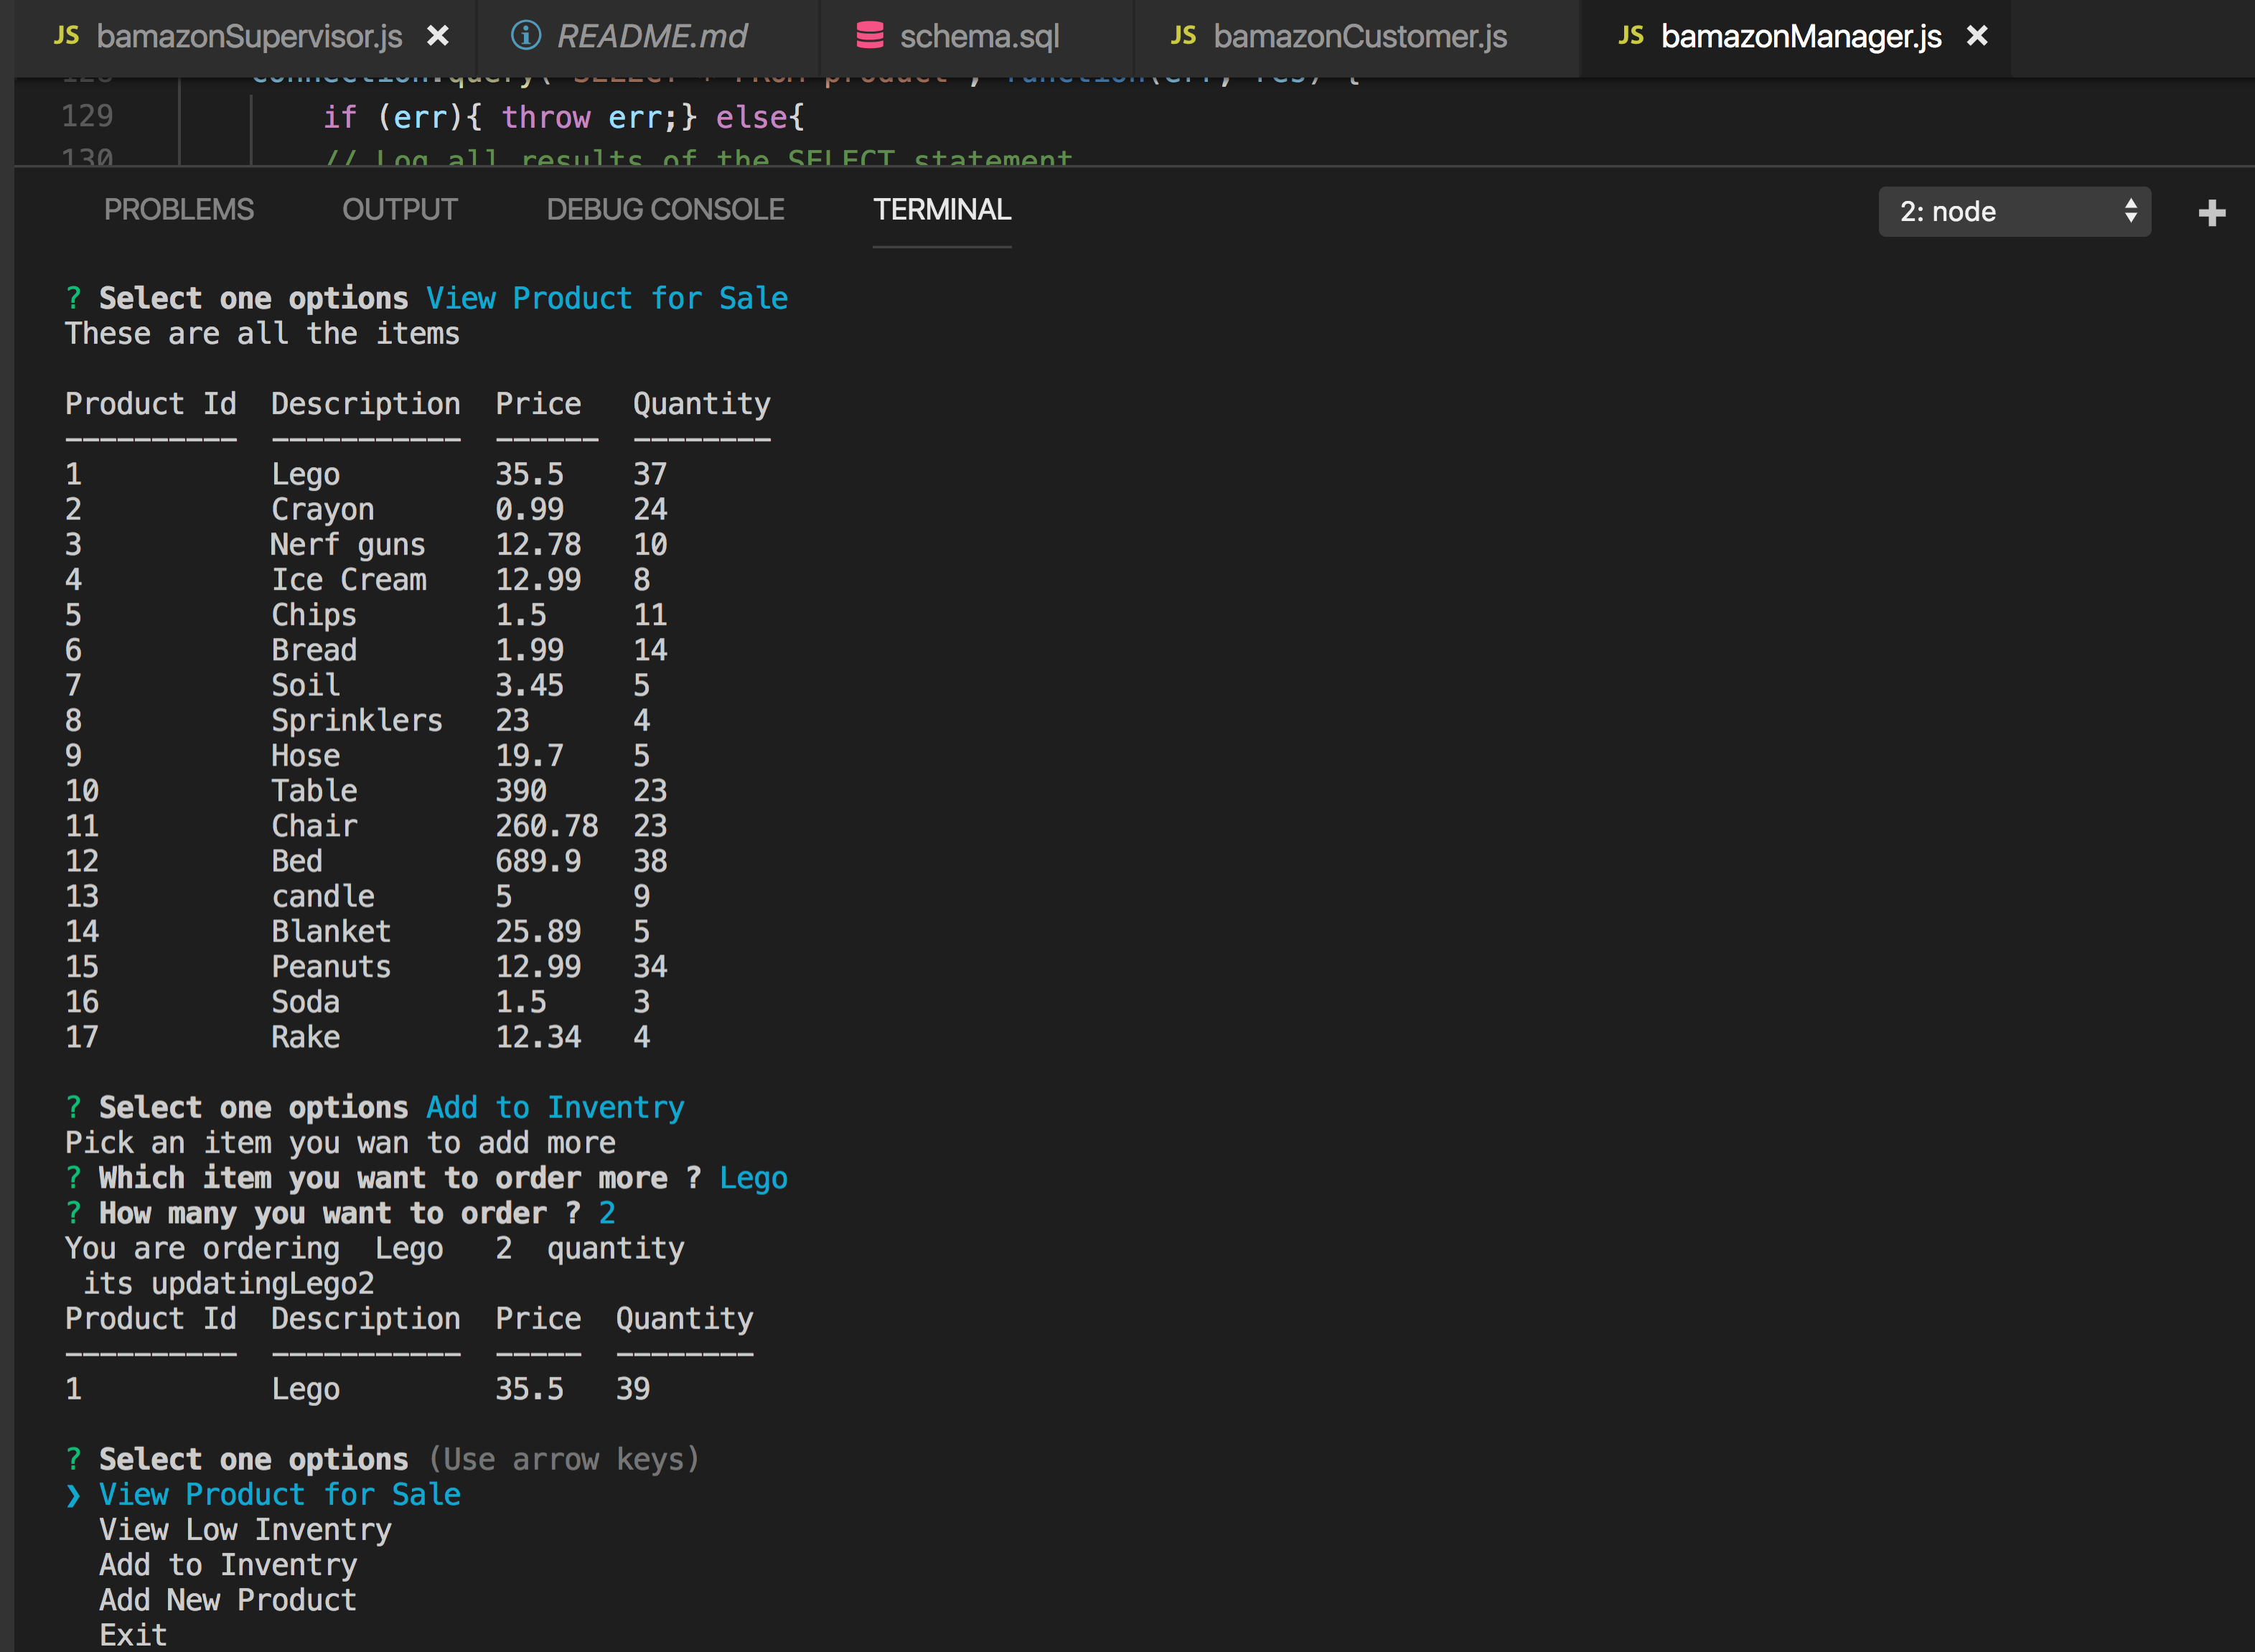 JS bamazonSupervisor.js × README.md schema.sql JS bamazonCustomer.js JS bamazonManager.js ×
128 connection.query("SELECT * FROM product", function(err, res) {
129 if (err){ throw err;} else{
130 // Log all results of the SELECT statement
PROBLEMS OUTPUT DEBUG CONSOLE TERMINAL 2: node +
? Select one options View Product for Sale
These are all the items
Product Id Description Price Quantity
---------- ----------- ------ --------
1 Lego 35.5 37
2 Crayon 0.99 24
3 Nerf guns 12.78 10
4 Ice Cream 12.99 8
5 Chips 1.5 11
6 Bread 1.99 14
7 Soil 3.45 5
8 Sprinklers 23 4
9 Hose 19.7 5
10 Table 390 23
11 Chair 260.78 23
12 Bed 689.9 38
13 candle 5 9
14 Blanket 25.89 5
15 Peanuts 12.99 34
16 Soda 1.5 3
17 Rake 12.34 4
? Select one options Add to Inventry
Pick an item you wan to add more
? Which item you want to order more ? Lego
? How many you want to order ? 2
You are ordering Lego 2 quantity
its updatingLego2
Product Id Description Price Quantity
---------- ----------- ----- --------
1 Lego 35.5 39
? Select one options (Use arrow keys)
❯ View Product for Sale
View Low Inventry
Add to Inventry
Add New Product
Exit